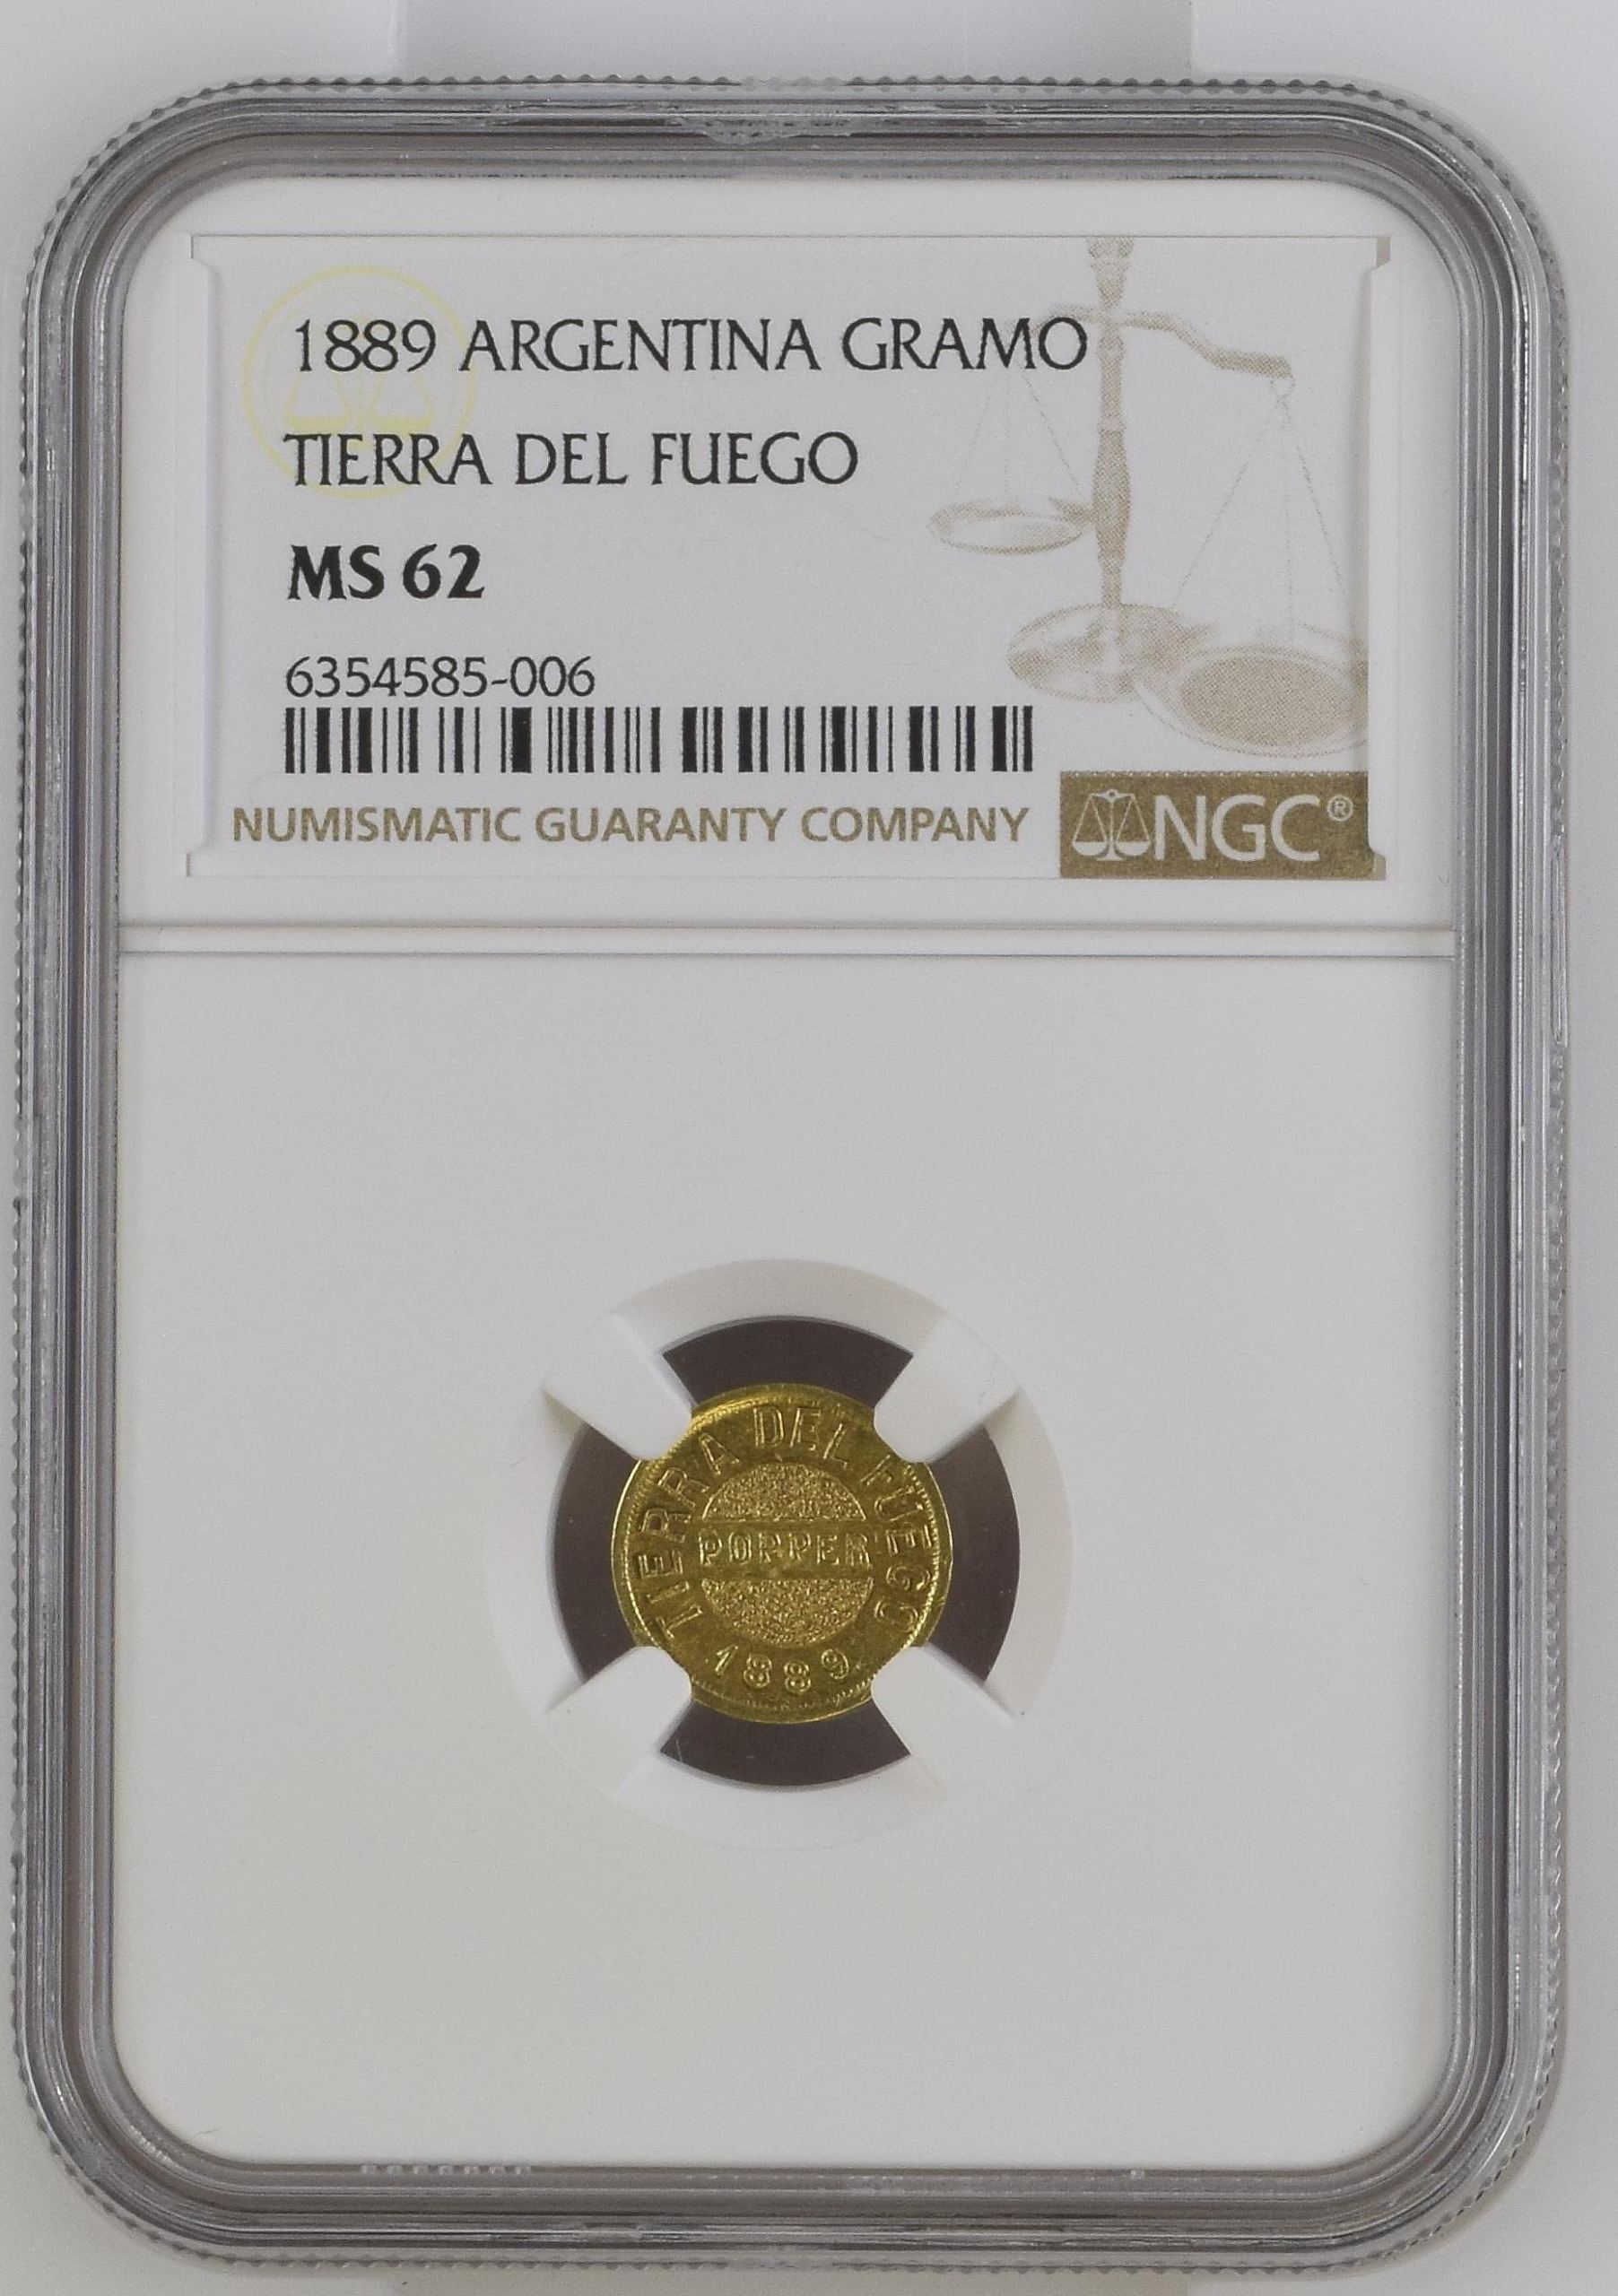 1889 ARGENTINA GRAMO
TIERRA DEL FUEGO
MS 62
6354585-006
NUMISMATIC GUARANTY COMPANY
NGC®
TIERRA DEL FUEGO
POPPER
1889